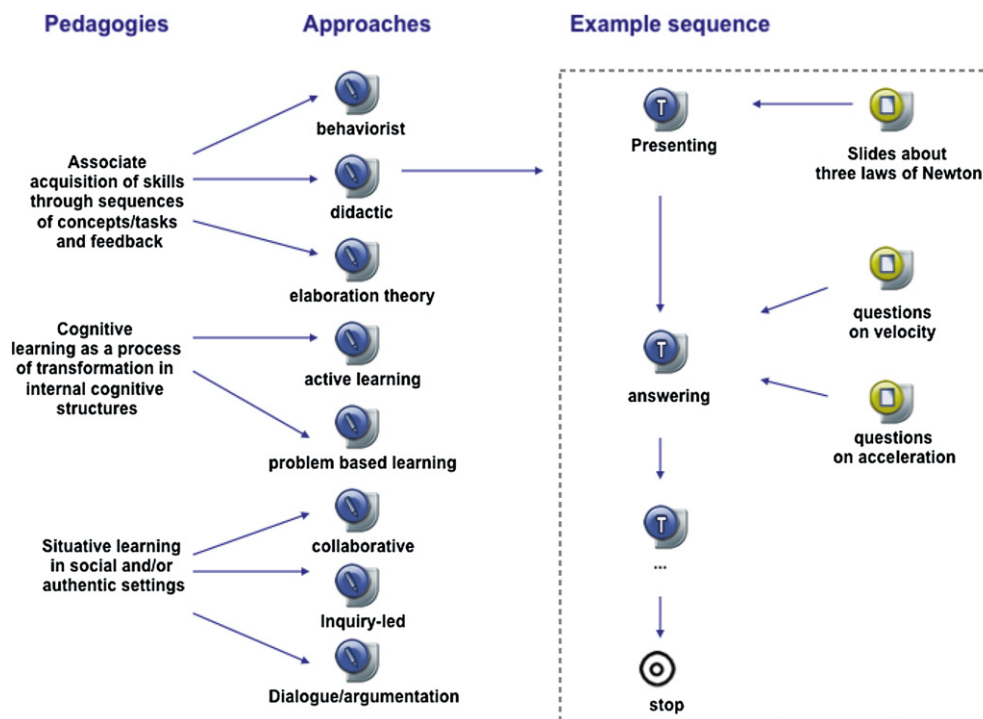 Pedagogies
Approaches
Example sequence
Associate
acquisition of skills
through sequences
of concepts/tasks
and feedback
behaviorist
didactic
elaboration theory
Cognitive
learning as a process
of transformation in
internal cognitive
structures
active learning
problem based learning
Situative learning
in social and/or
authentic settings
collaborative
Inquiry-led
Dialogue/argumentation
T
Presenting
Slides about
three laws of Newton
T
answering
questions
on velocity
questions
on acceleration
T
...
stop